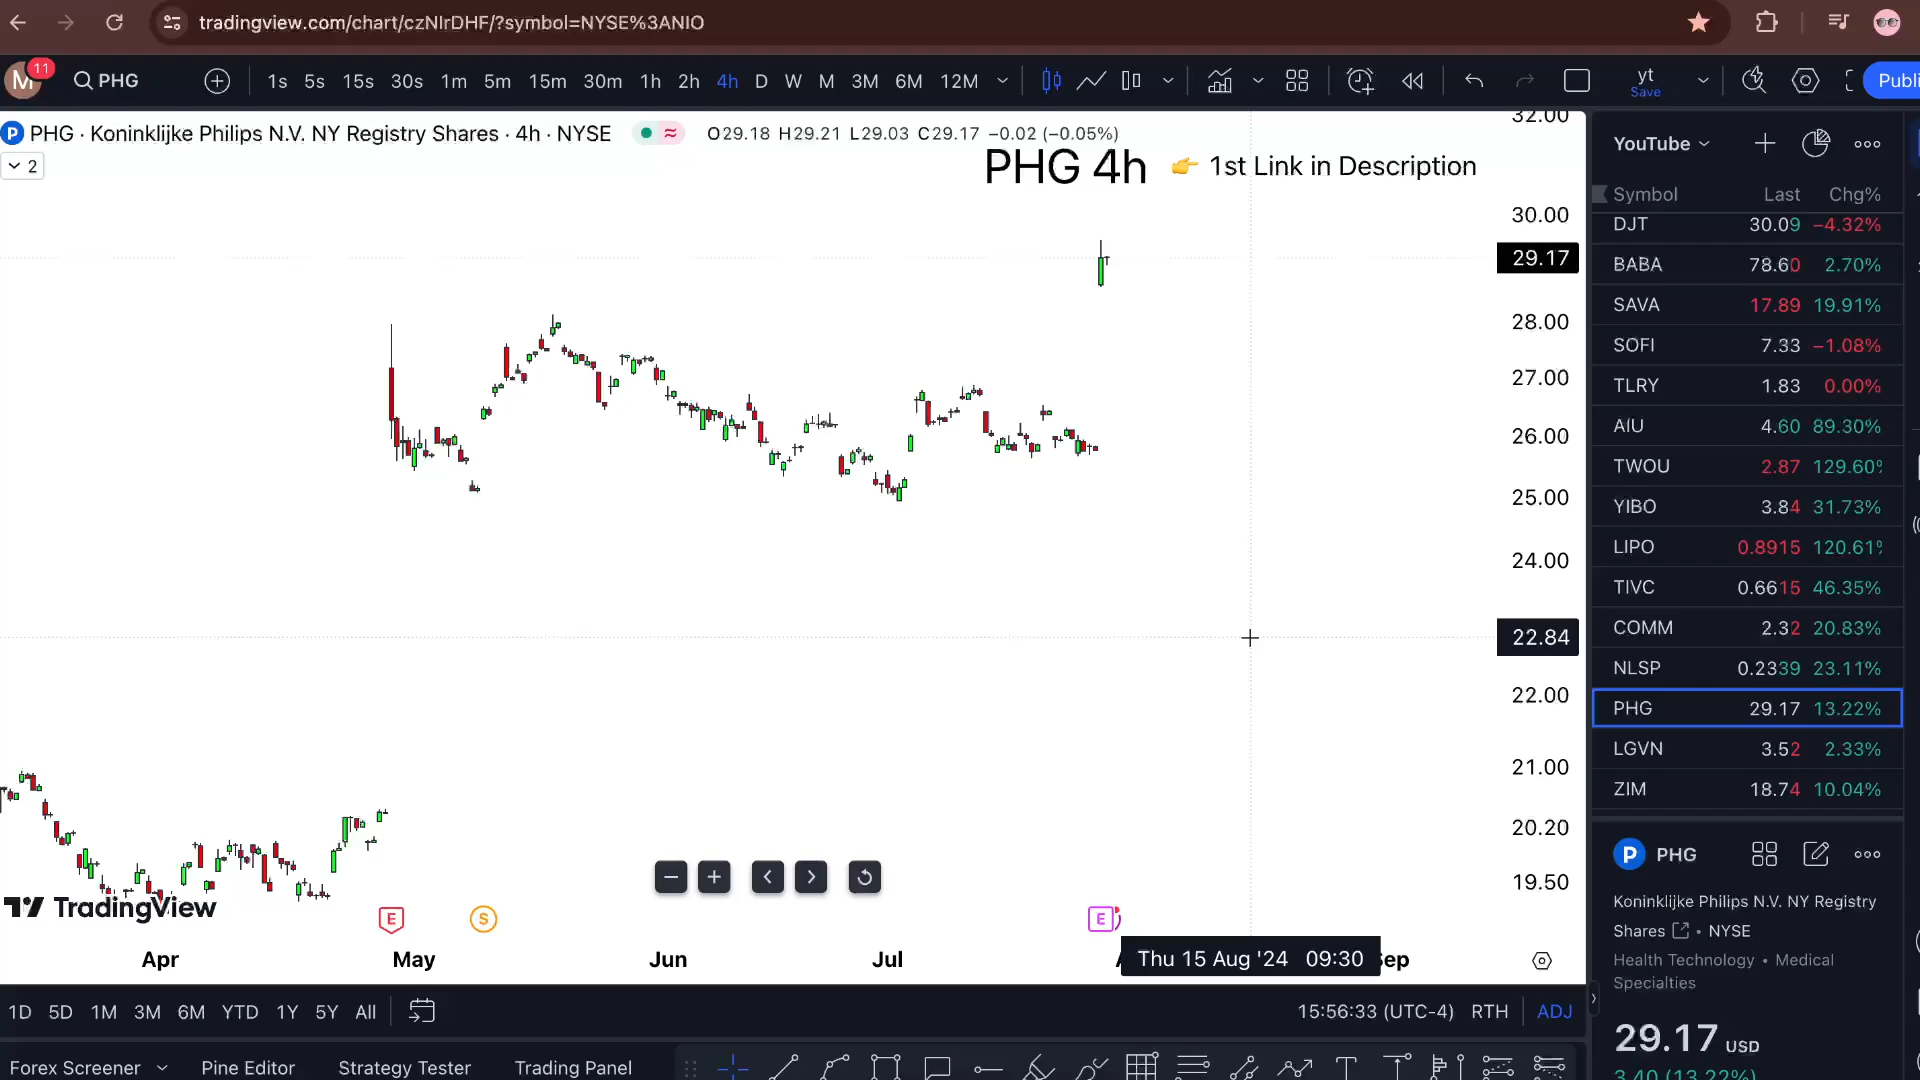 tradingview.com/chart/czNlrDHF/?symbol=NYSE%3ANIO
M 11 PHG 1s 5s 15s 30s 1m 5m 15m 30m 1h 2h 4h D W M 3M 6M 12M yt Save Publi
P PHG · Koninklijke Philips N.V. NY Registry Shares · 4h · NYSE O29.18 H29.21 L29.03 C29.17 −0.02 (−0.05%)
2
PHG 4h 👉 1st Link in Description
32.00
30.00
29.17
28.00
27.00
26.00
25.00
24.00
22.84
22.00
21.00
20.20
19.50
TradingView
E S E
Apr May Jun Jul Thu 15 Aug '24 09:30 Sep
1D 5D 1M 3M 6M YTD 1Y 5Y All 15:56:33 (UTC-4) RTH ADJ
Forex Screener Pine Editor Strategy Tester Trading Panel
YouTube
Symbol Last Chg%
DJT 30.09 −4.32%
BABA 78.60 2.70%
SAVA 17.89 19.91%
SOFI 7.33 −1.08%
TLRY 1.83 0.00%
AIU 4.60 89.30%
TWOU 2.87 129.60%
YIBO 3.84 31.73%
LIPO 0.8915 120.61%
TIVC 0.6615 46.35%
COMM 2.32 20.83%
NLSP 0.2339 23.11%
PHG 29.17 13.22%
LGVN 3.52 2.33%
ZIM 18.74 10.04%
P PHG
Koninklijke Philips N.V. NY Registry
Shares • NYSE
Health Technology • Medical
Specialties
29.17 USD
3.40 (13.22%)